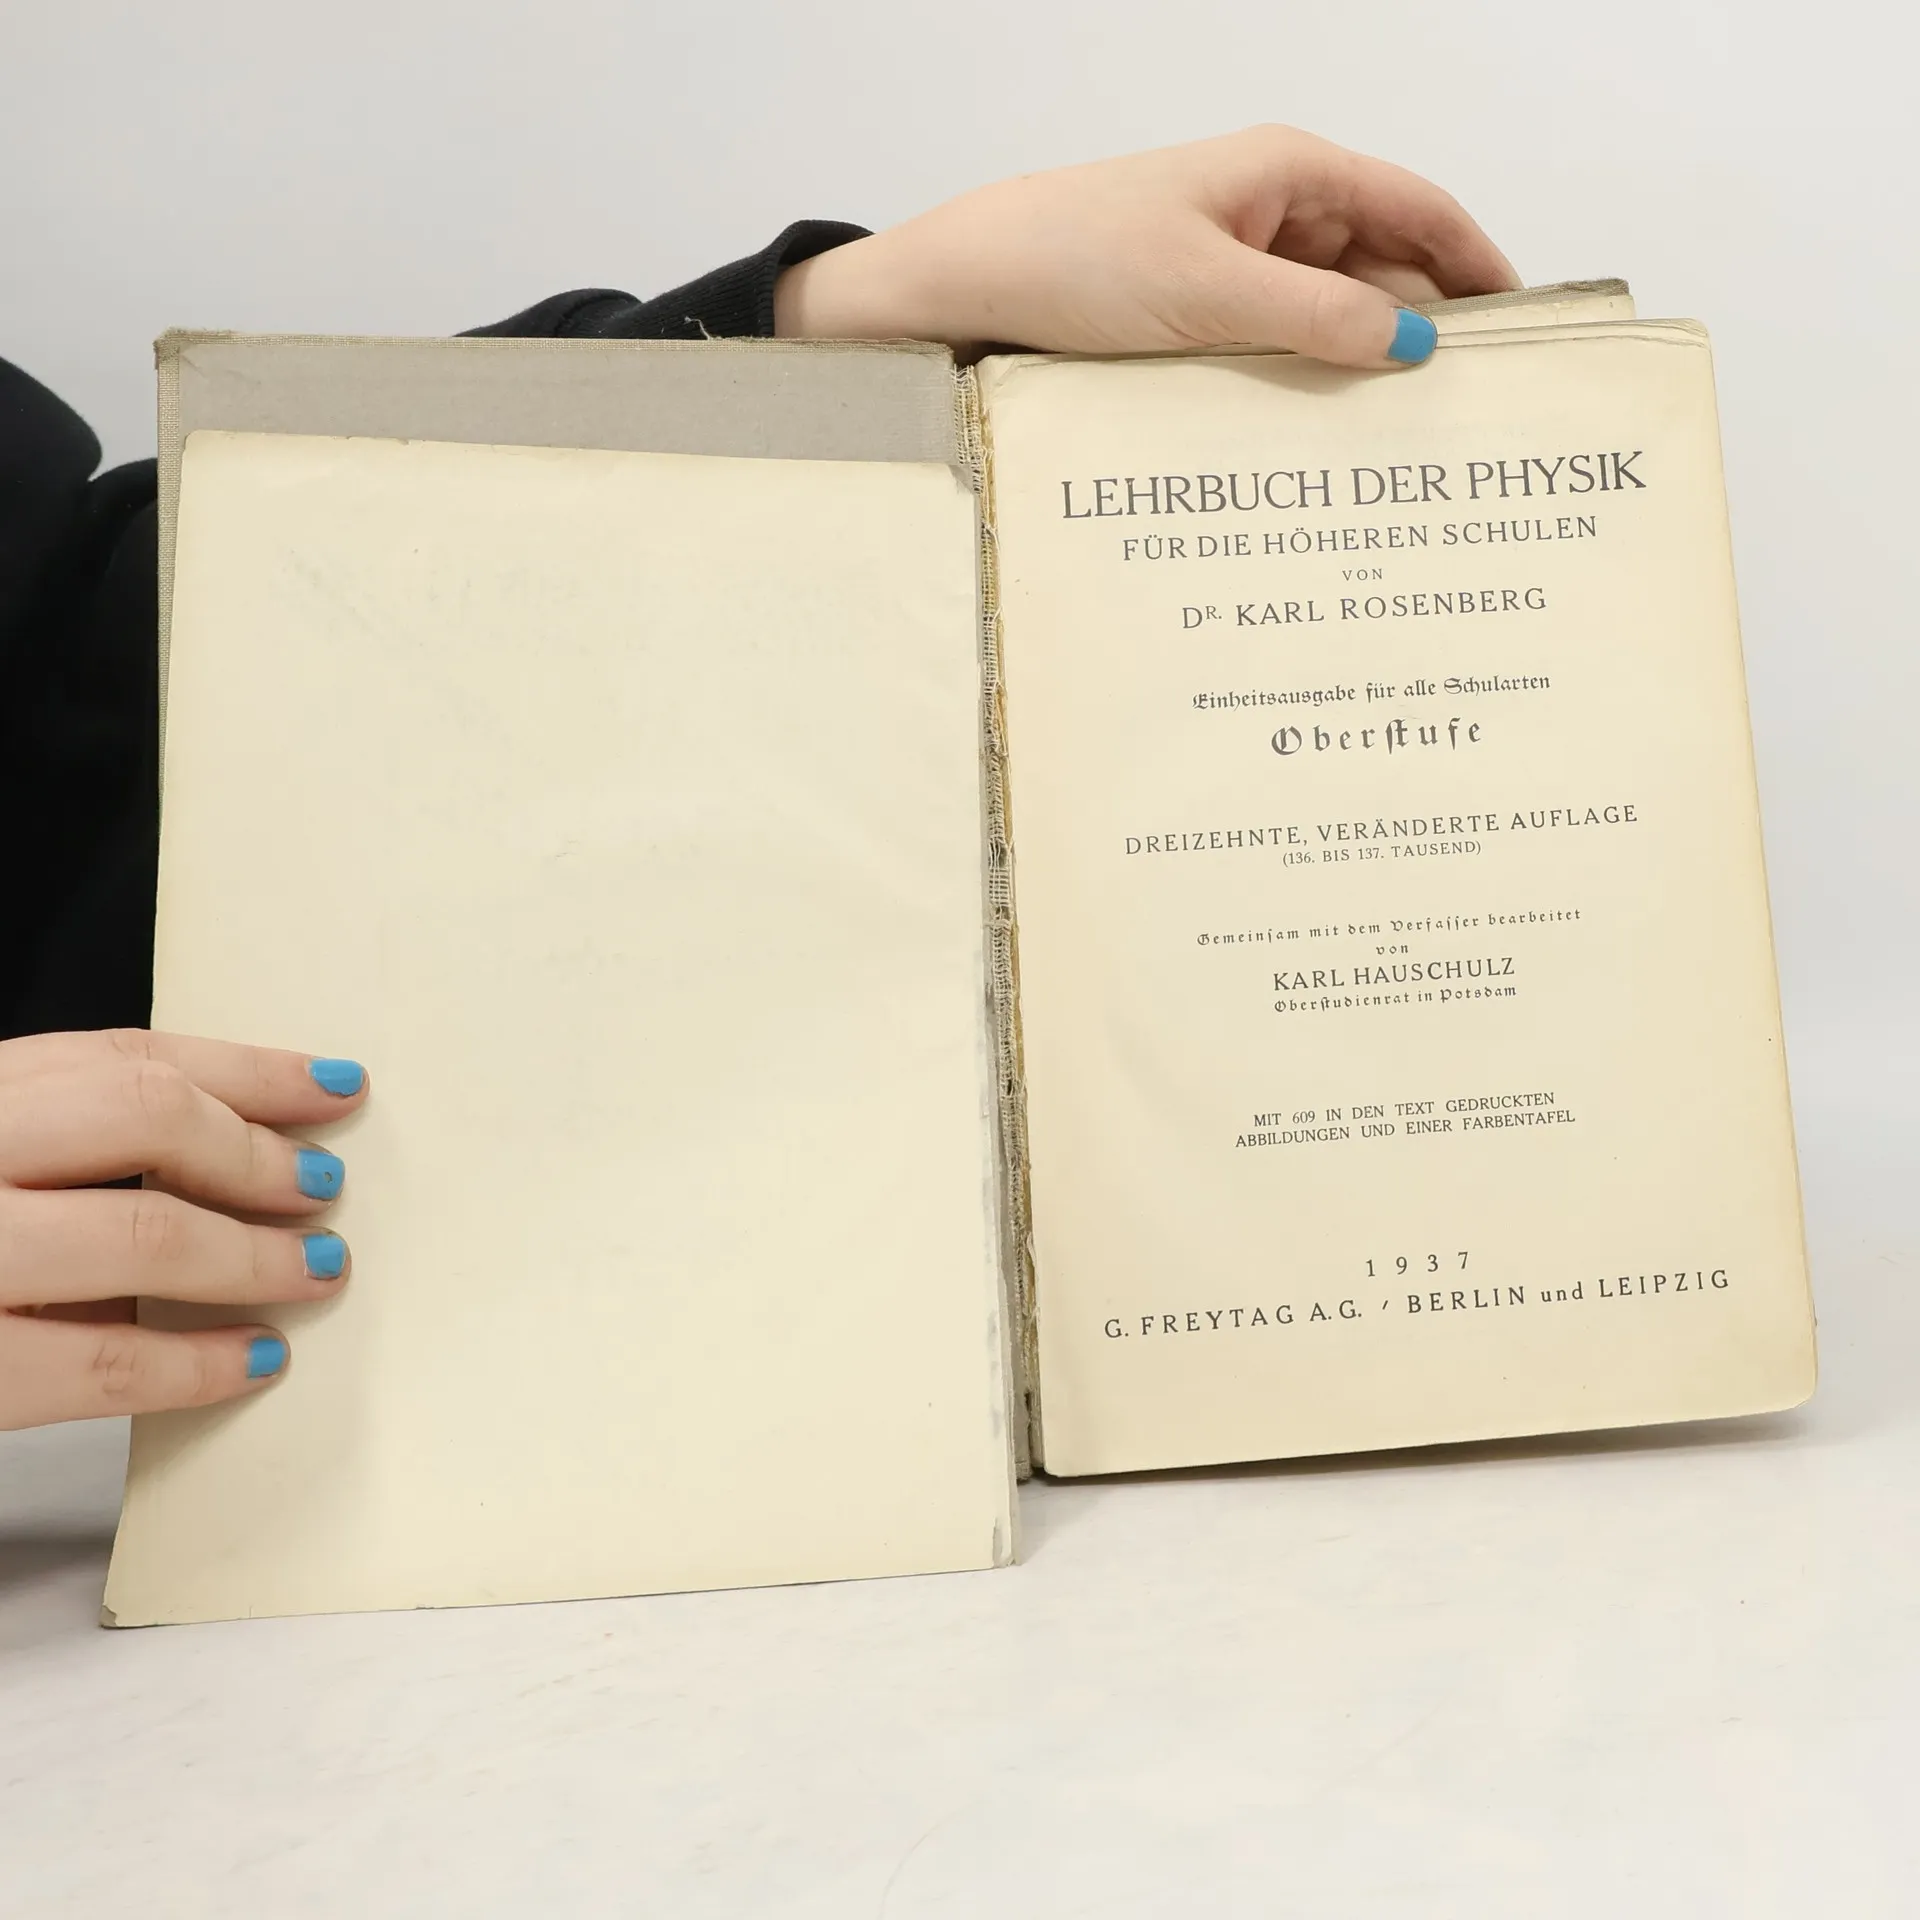 LEHRBUCH DER PHYSIK
FÜR DIE HÖHEREN SCHULEN
VON
DR. KARL ROSENBERG
Einheitsausgabe für alle Schularten
Oberſtufe
DREIZEHNTE, VERÄNDERTE AUFLAGE
(136. BIS 137. TAUSEND)
Gemeinſam mit dem Verfaſſer bearbeitet
von
KARL HAUSCHULZ
Oberſtudienrat in Potsdam
MIT 609 IN DEN TEXT GEDRUCKTEN
ABBILDUNGEN UND EINER FARBENTAFEL
1937
G. FREYTAG A.G. / BERLIN und LEIPZIG